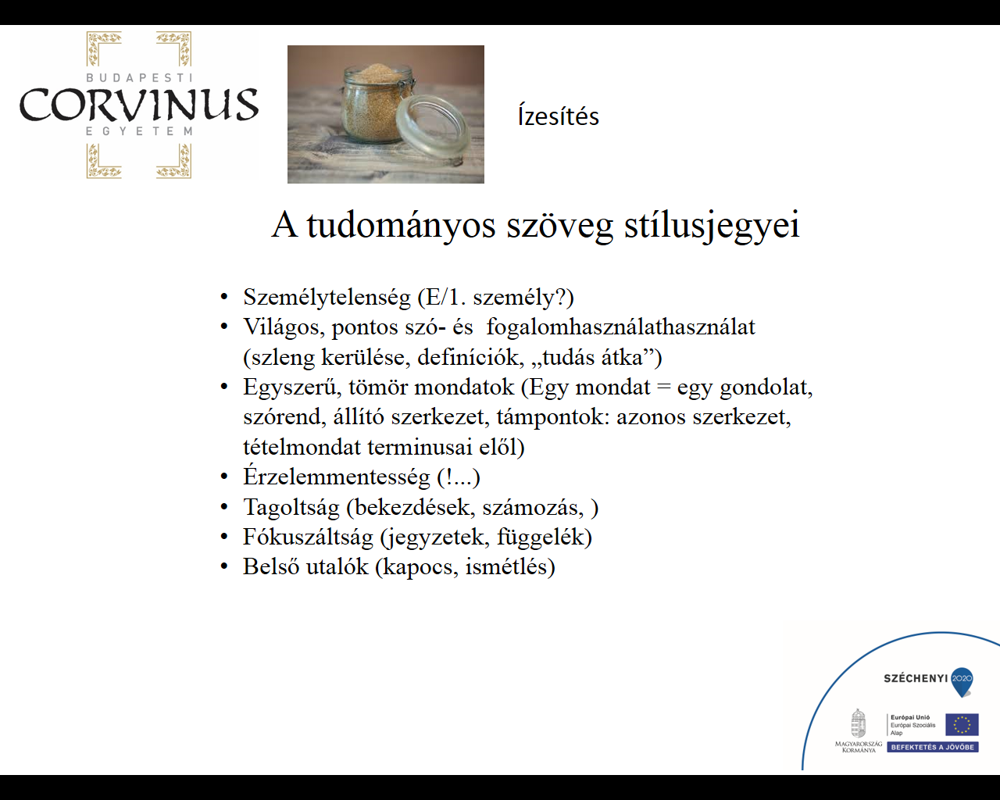 BUDAPESTI
CORVINUS
EGYETEM
Ízesítés
A tudományos szöveg stílusjegyei
• Személytelenség (E/1. személy?)
• Világos, pontos szó- és  fogalomhasználathasználat
(szleng kerülése, definíciók, „tudás átka”)
• Egyszerű, tömör mondatok (Egy mondat = egy gondolat,
szórend, állító szerkezet, támpontok: azonos szerkezet,
tételmondat terminusai elől)
• Érzelemmentesség (!...)
• Tagoltság (bekezdések, számozás, )
• Fókuszáltság (jegyzetek, függelék)
• Belső utalók (kapocs, ismétlés)
SZÉCHENYI 2020
Európai Unió
Európai Szociális
Alap
MAGYARORSZÁG
KORMÁNYA
BEFEKTETÉS A JÖVŐBE